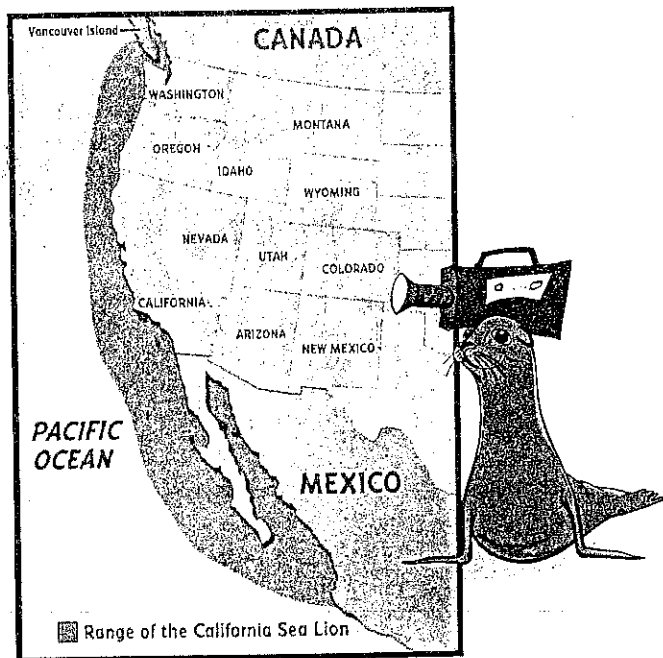 Vancouver Island
CANADA
WASHINGTON
MONTANA
OREGON
IDAHO
WYOMING
NEVADA
UTAH
COLORADO
CALIFORNIA
ARIZONA
NEW MEXICO
PACIFIC
OCEAN
MEXICO
Range of the California Sea Lion